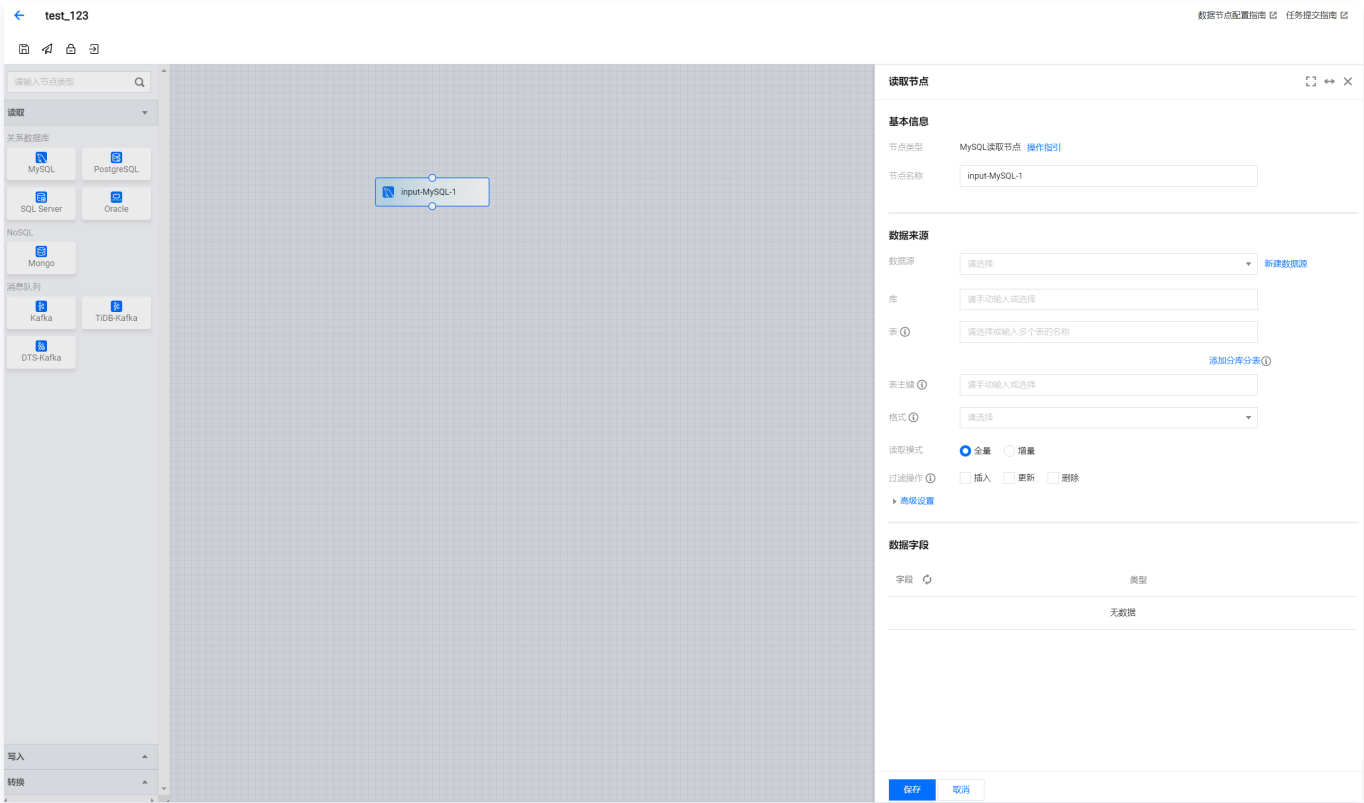 test_123
数据节点配置指南 任务提交指南
请输入节点类型
读取
关系数据库
MySQL PostgreSQL
SQL Server Oracle
NoSQL
Mongo
消息队列
Kafka TiDB-Kafka
DTS-Kafka
写入
转换
input-MySQL-1
读取节点
基本信息
节点类型 MySQL读取节点 操作指引
节点名称 input-MySQL-1
数据来源
数据源 请选择 新建数据源
库 请手动输入或选择
表 请选择或输入多个表的名称
添加分库分表
表主键 请手动输入或选择
格式 请选择
读取模式 全量 增量
过滤操作 插入 更新 删除
高级设置
数据字段
字段 类型
无数据
保存 取消